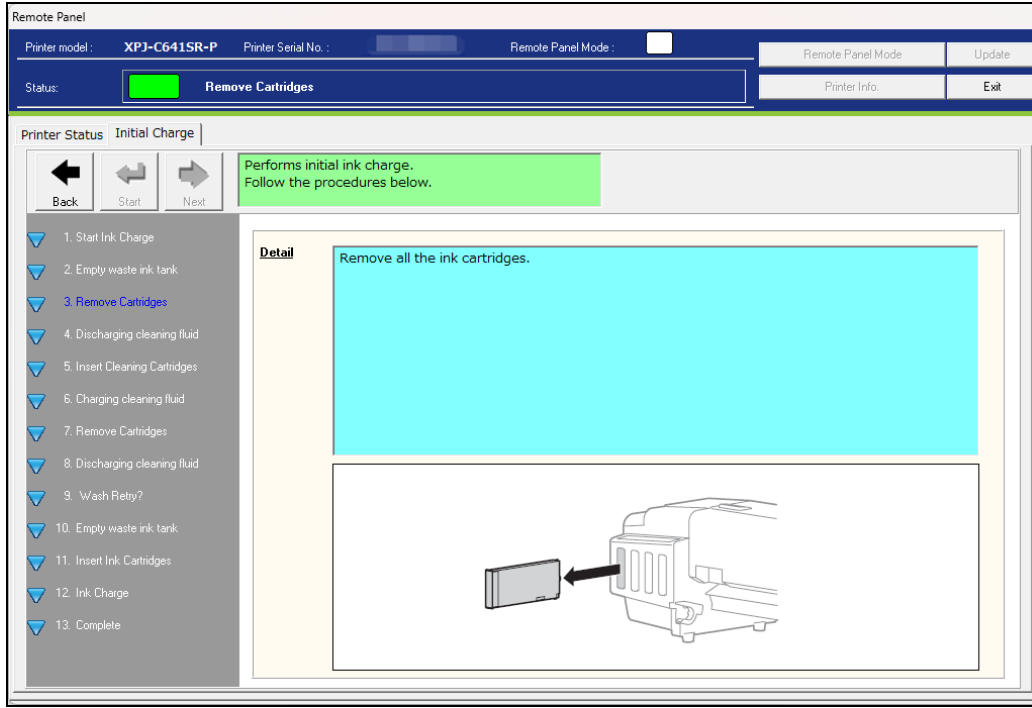 Remote Panel
Printer model : XPJ-C641SR-P Printer Serial No. : Remote Panel Mode :
Remote Panel Mode Update
Status: Remove Cartridges
Printer Info. Exit
Printer Status Initial Charge
Back Start Next
Performs initial ink charge.
Follow the procedures below.
1. Start Ink Charge
2. Empty waste ink tank
3. Remove Cartridges
4. Discharging cleaning fluid
5. Insert Cleaning Cartridges
6. Charging cleaning fluid
7. Remove Cartridges
8. Discharging cleaning fluid
9. Wash Retry?
10. Empty waste ink tank
11. Insert Ink Cartridges
12. Ink Charge
13. Complete
Detail
Remove all the ink cartridges.